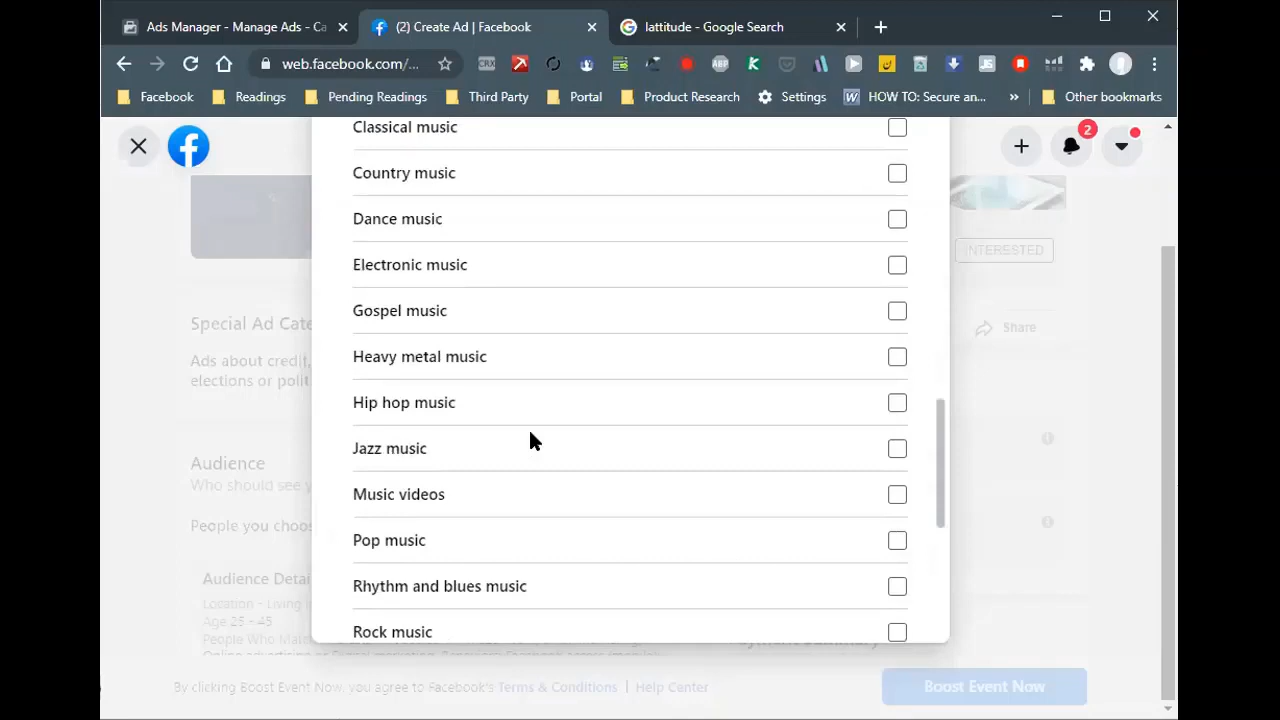 Ads Manager - Manage Ads - Ca
(2) Create Ad | Facebook
lattitude - Google Search
web.facebook.com/...
Facebook
Readings
Pending Readings
Third Party
Portal
Product Research
Settings
HOW TO: Secure an...
»
Other bookmarks
Classical music
2
Country music
Dance music
INTERESTED
Electronic music
Gospel music
Special Ad Cate
Share
Heavy metal music
Ads about credit,
elections or polit
Hip hop music
Jazz music
Audience
Who should see y
Music videos
People you choos
Pop music
Audience Detai
Rhythm and blues music
Location - Living I
Age 25 - 45
Rock music
People Who Mat
By clicking Boost Event Now, you agree to Facebook's Terms & Conditions | Help Center
Boost Event Now